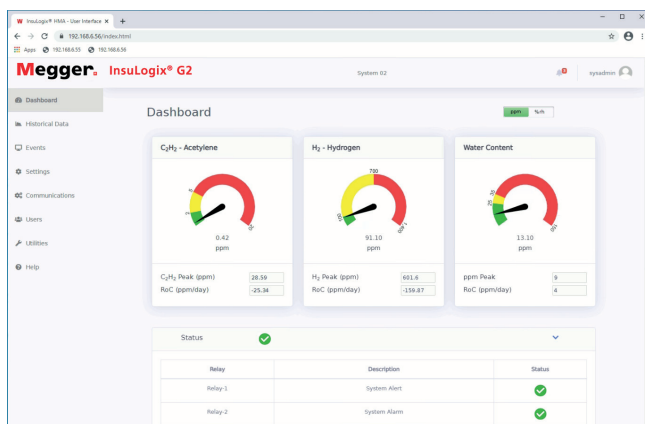 InsuLogix® HMA - User Interface
192.168.6.56/index.html
Apps 192.168.6.55 192.168.6.56
Megger. InsuLogix® G2
System 02
sysadmin
Dashboard
Historical Data
Events
Settings
Communications
Users
Utilities
Help
Dashboard
ppm %rh
C₂H₂ - Acetylene
0.42
ppm
C₂H₂ Peak (ppm) 28.59
RoC (ppm/day) -25.34
H₂ - Hydrogen
700
91.10
ppm
H₂ Peak (ppm) 601.6
RoC (ppm/day) -159.87
Water Content
13.10
ppm
ppm Peak 9
RoC (ppm/day) 4
Status
Relay Description Status
Relay-1 System Alert
Relay-2 System Alarm